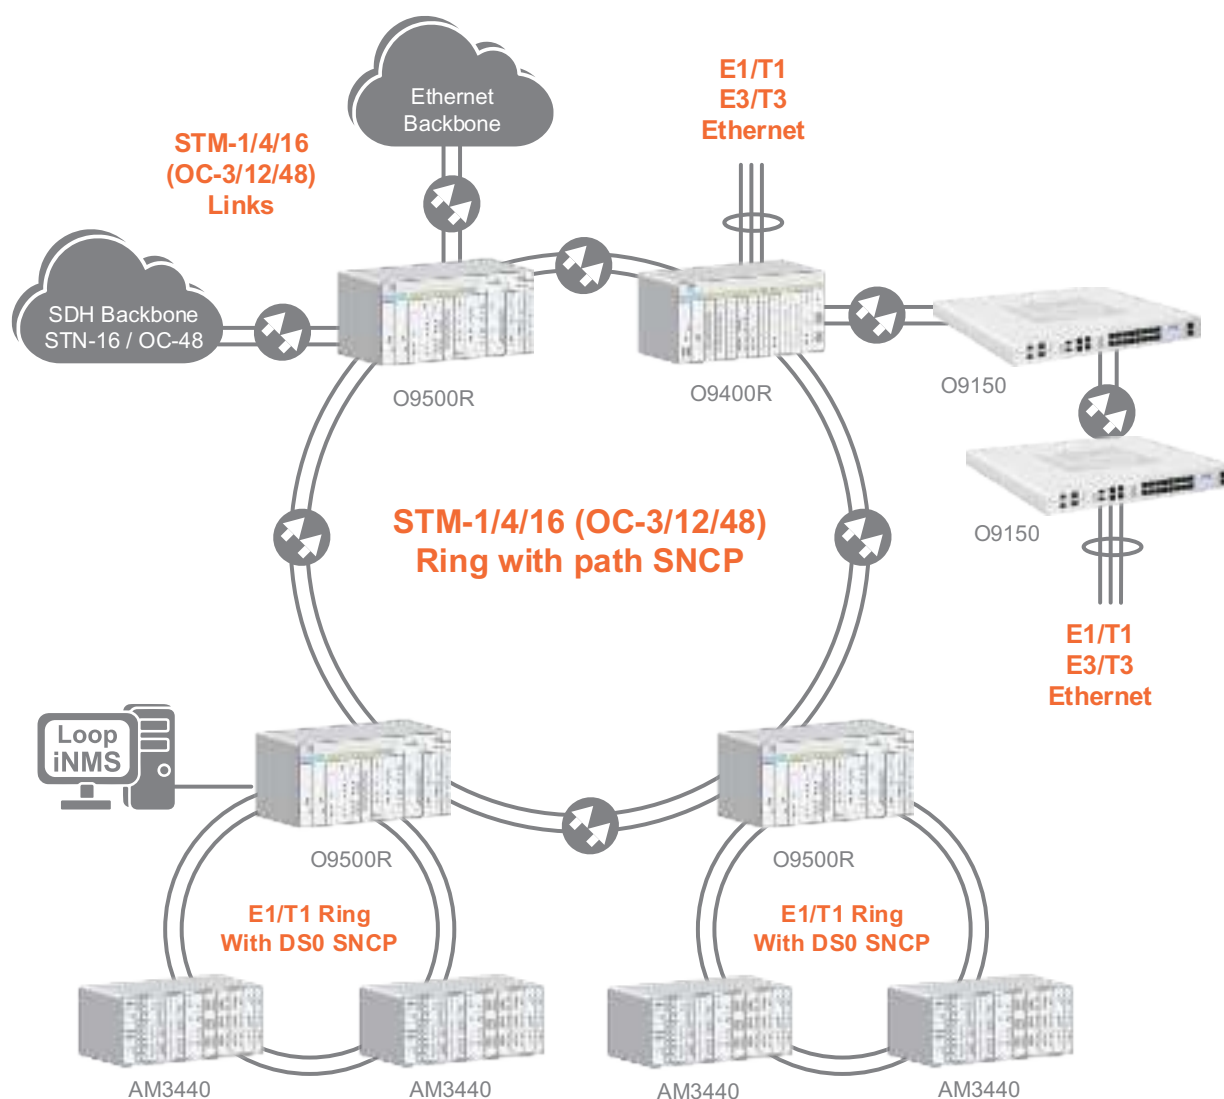 Ethernet
Backbone
E1/T1
E3/T3
Ethernet
STM-1/4/16
(OC-3/12/48)
Links
SDH Backbone
STN-16 / OC-48
O9500R
O9400R
O9150
O9150
STM-1/4/16 (OC-3/12/48)
Ring with path SNCP
E1/T1
E3/T3
Ethernet
Loop
iNMS
O9500R
O9500R
E1/T1 Ring
With DS0 SNCP
E1/T1 Ring
With DS0 SNCP
AM3440
AM3440
AM3440
AM3440